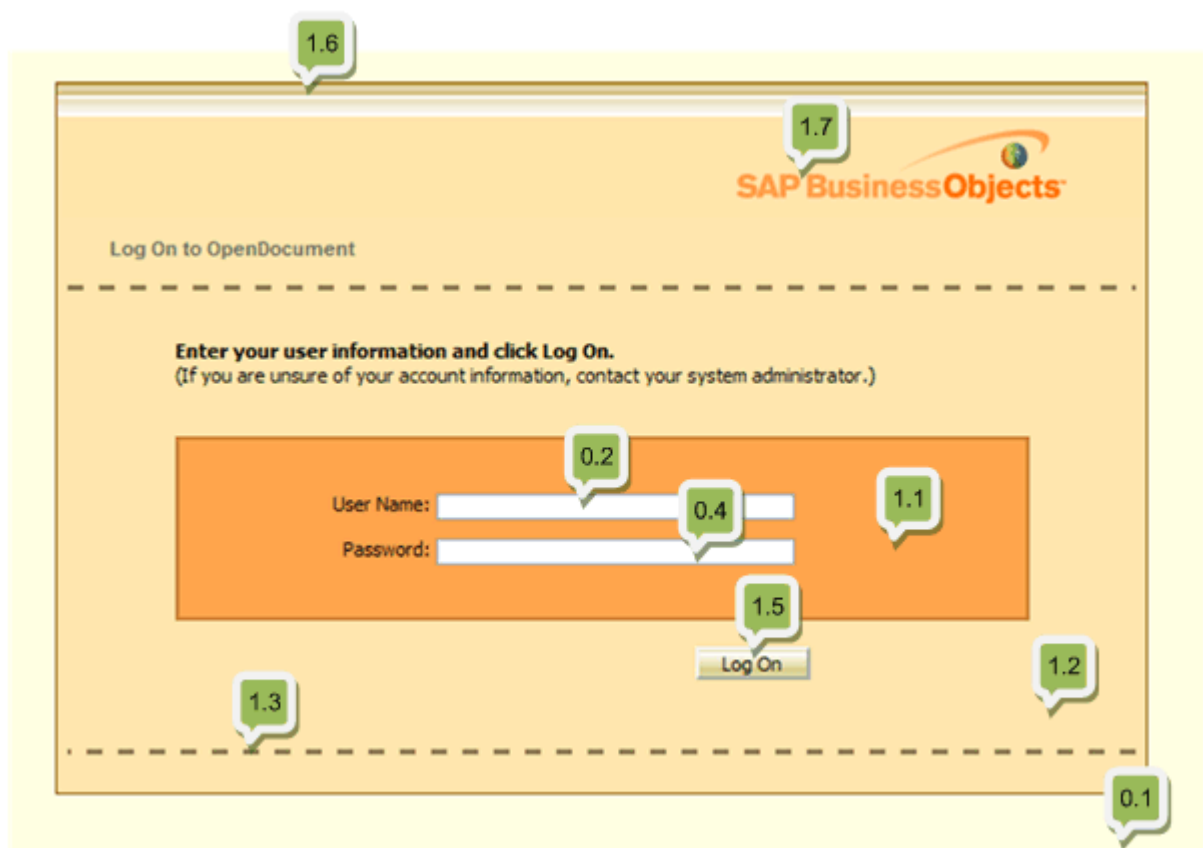 1.6
1.7
SAP BusinessObjects™
Log On to OpenDocument
Enter your user information and click Log On.
(If you are unsure of your account information, contact your system administrator.)
0.2
User Name:
0.4
1.1
Password:
1.5
Log On
1.2
1.3
0.1